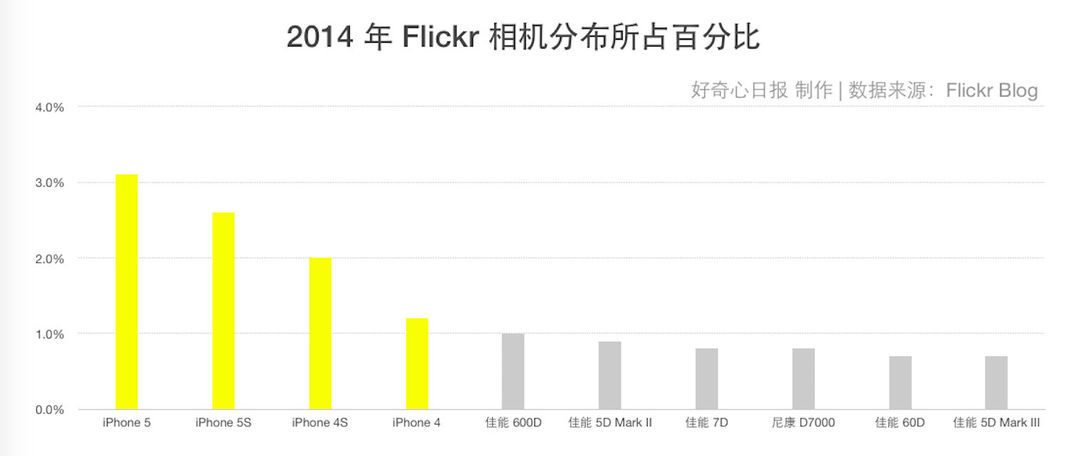 2014 年 Flickr 相机分布所占百分比
好奇心日报 制作 | 数据来源：Flickr Blog
4.0%
3.0%
2.0%
1.0%
0.0%
iPhone 5 iPhone 5S iPhone 4S iPhone 4 佳能 600D 佳能 5D Mark II 佳能 7D 尼康 D7000 佳能 60D 佳能 5D Mark III